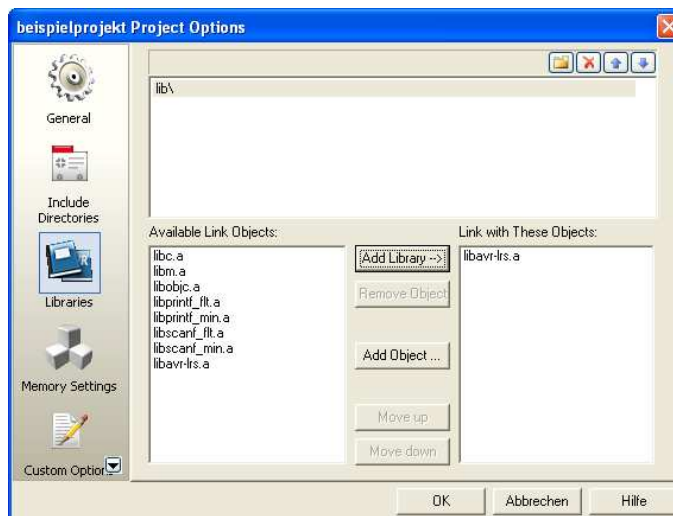 beispielprojekt Project Options
General
Include
Directories
Libraries
Memory Settings
Custom Option
lib\
Available Link Objects:
libc.a
libm.a
libobjc.a
libprintf_flt.a
libprintf_min.a
libscanf_flt.a
libscanf_min.a
libavr-lrs.a
Add Library -->
Remove Object
Add Object ...
Move up
Move down
Link with These Objects:
libavr-lrs.a
OK
Abbrechen
Hilfe